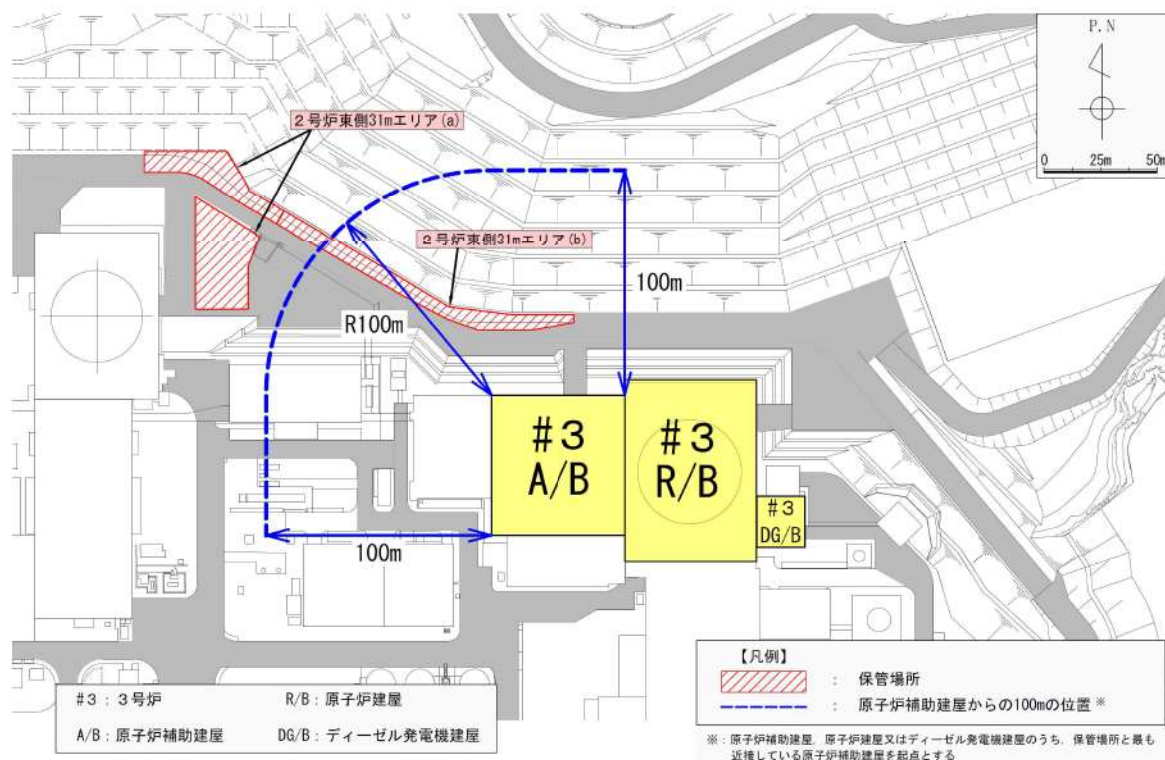 P.N
0 25m 50m
2号炉東側31mエリア(a)
2号炉東側31mエリア(b)
100m
R100m
#3
A/B
#3
R/B
#3
DG/B
100m
#3:3号炉
R/B:原子炉建屋
A/B:原子炉補助建屋
DG/B:ディーゼル発電機建屋
【凡例】
: 保管場所
: 原子炉補助建屋からの100mの位置※
※:原子炉補助建屋,原子炉建屋又はディーゼル発電機建屋のうち,保管場所と最も
近接している原子炉補助建屋を起点とする